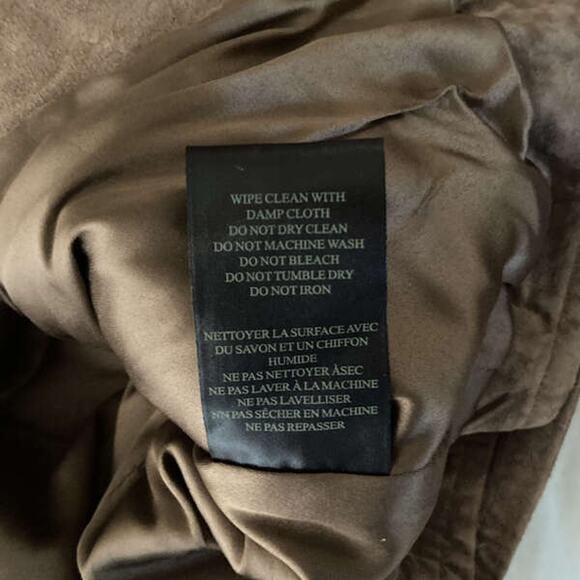 WIPE CLEAN WITH
DAMP CLOTH
DO NOT DRY CLEAN
DO NOT MACHINE WASH
DO NOT BLEACH
DO NOT TUMBLE DRY
DO NOT IRON
NETTOYER LA SURFACE AVEC
DU SAVON ET UN CHIFFON
HUMIDE
NE PAS NETTOYER ÀSEC
NE PAS LAVER À LA MACHINE
NE PAS LAVELLISER
NN PAS SÉCHER EN MACHINE
NE PAS REPASSER